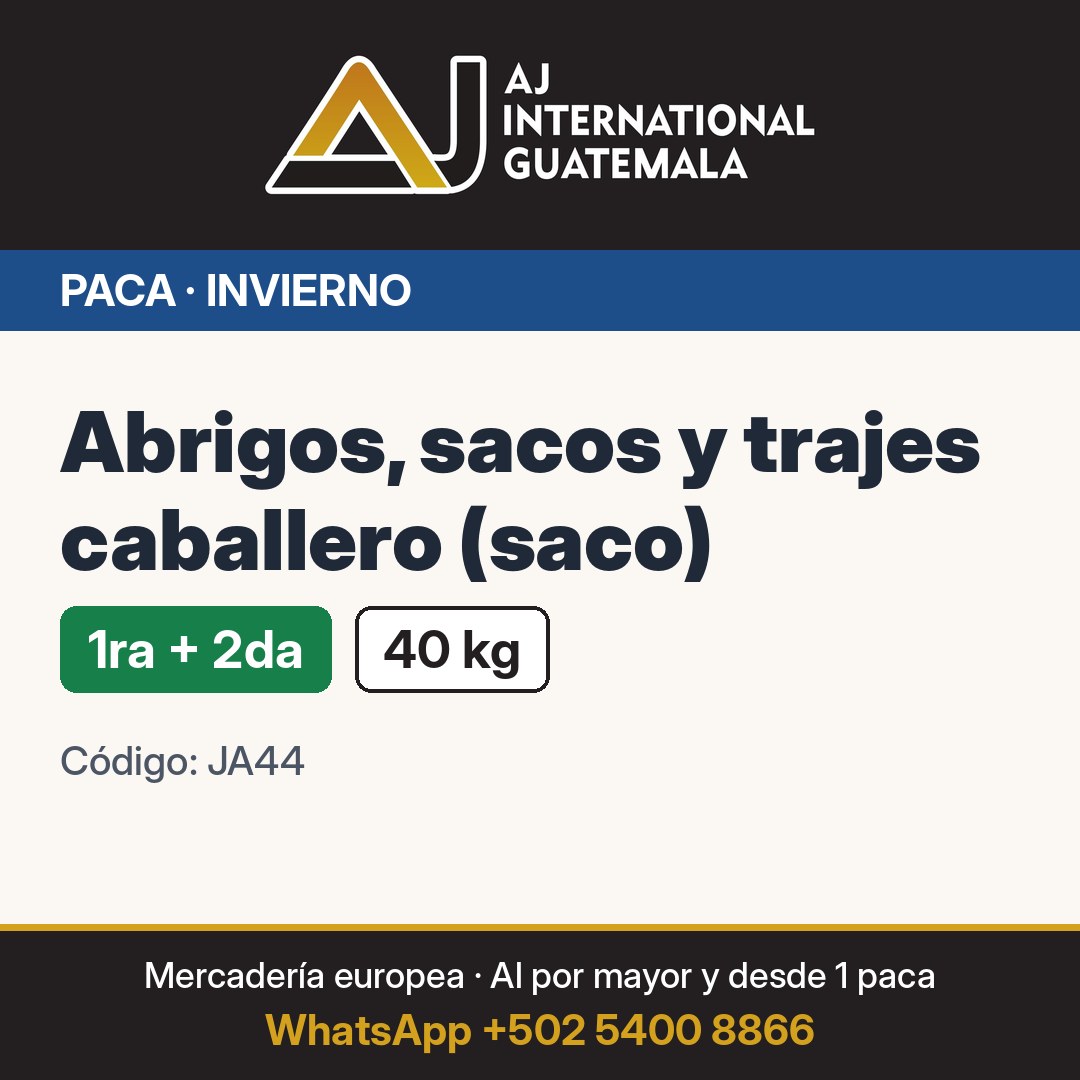 AJ
INTERNATIONAL
GUATEMALA
PACA · INVIERNO
Abrigos, sacos y trajes
caballero (saco)
1ra + 2da
40 kg
Código: JA44
Mercadería europea · Al por mayor y desde 1 paca
WhatsApp +502 5400 8866